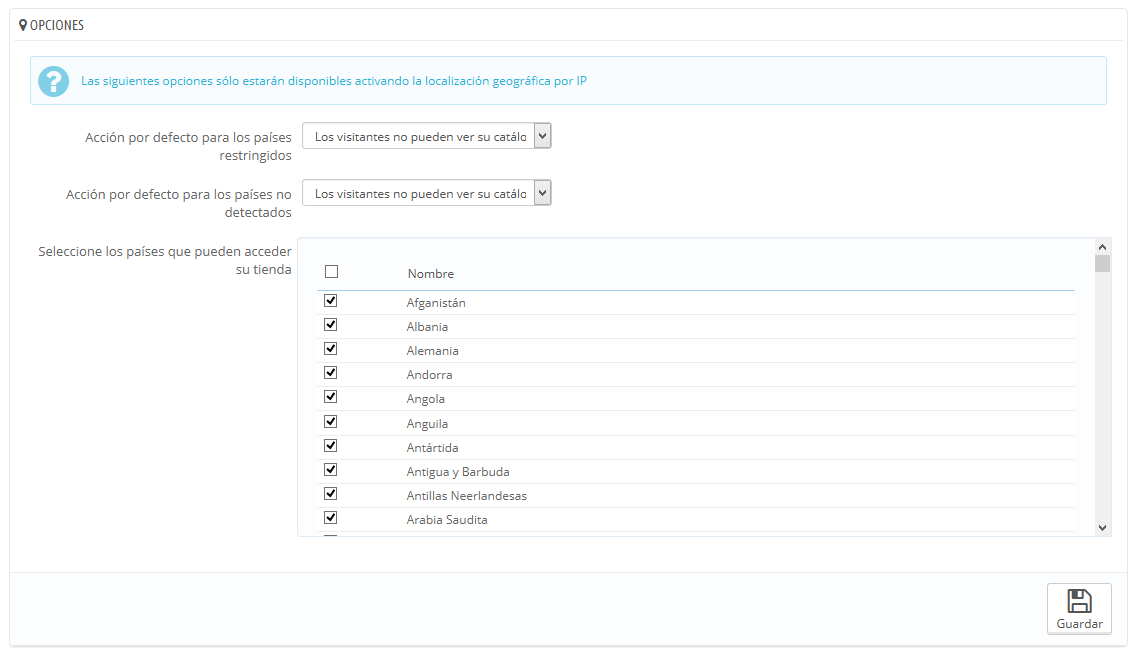 OPCIONES
Las siguientes opciones sólo estarán disponibles activando la localización geográfica por IP
Acción por defecto para los países
restringidos
Los visitantes no pueden ver su catálo
Acción por defecto para los países no
detectados
Los visitantes no pueden ver su catálo
Seleccione los países que pueden acceder
su tienda
Nombre
Afganistán
Albania
Alemania
Andorra
Angola
Anguila
Antártida
Antigua y Barbuda
Antillas Neerlandesas
Arabia Saudita
Guardar